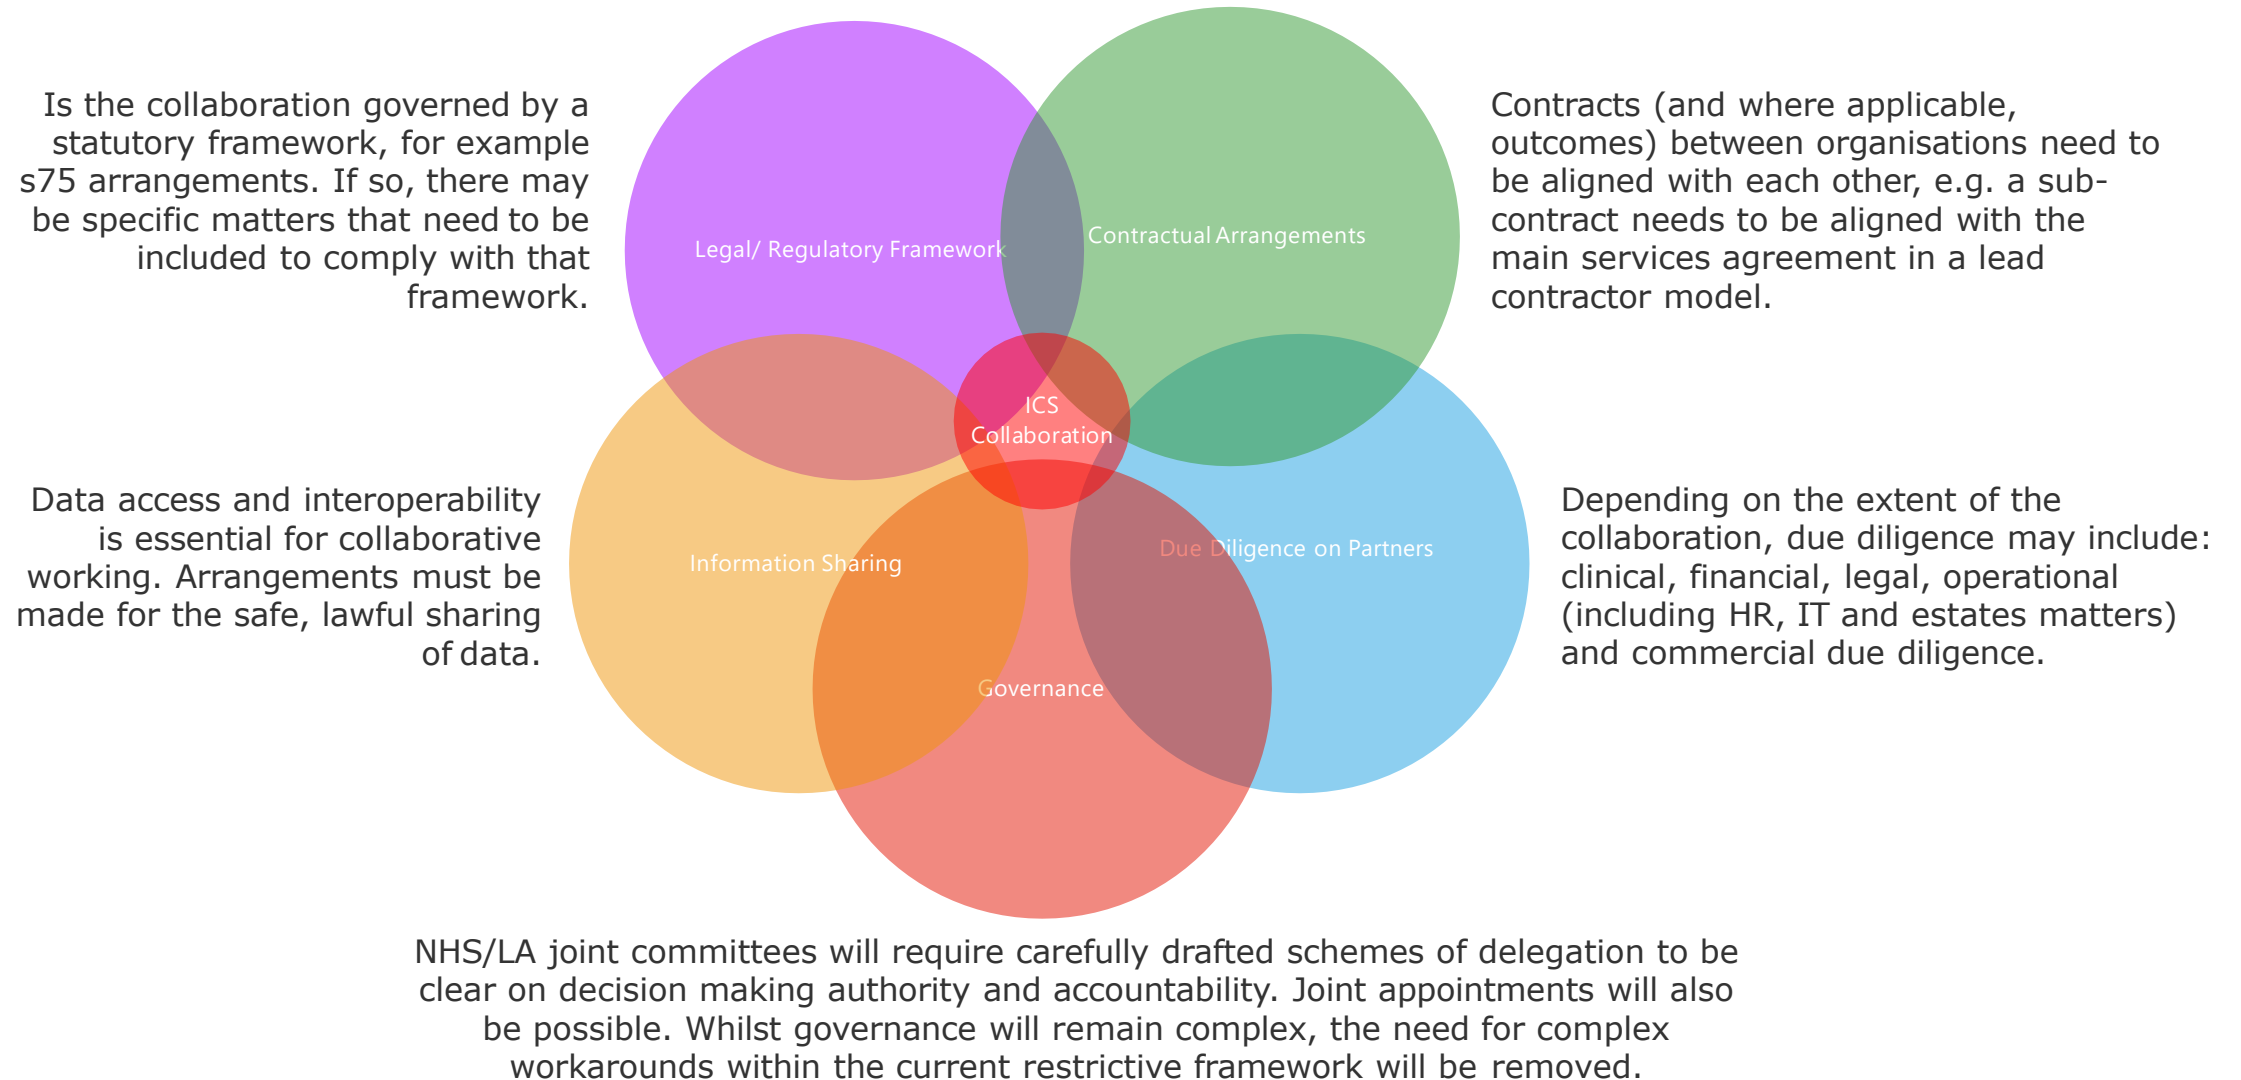 Is the collaboration governed by a
statutory framework, for example
s75 arrangements. If so, there may
be specific matters that need to be
included to comply with that
framework.
Legal/ Regulatory Framework
Contractual Arrangements
Contracts (and where applicable,
outcomes) between organisations need to
be aligned with each other, e.g. a sub-
contract needs to be aligned with the
main services agreement in a lead
contractor model.
ICS
Collaboration
Data access and interoperability
is essential for collaborative
working. Arrangements must be
made for the safe, lawful sharing
of data.
Information Sharing
Due Diligence on Partners
Depending on the extent of the
collaboration, due diligence may include:
clinical, financial, legal, operational
(including HR, IT and estates matters)
and commercial due diligence.
Governance
NHS/LA joint committees will require carefully drafted schemes of delegation to be
clear on decision making authority and accountability. Joint appointments will also
be possible. Whilst governance will remain complex, the need for complex
workarounds within the current restrictive framework will be removed.